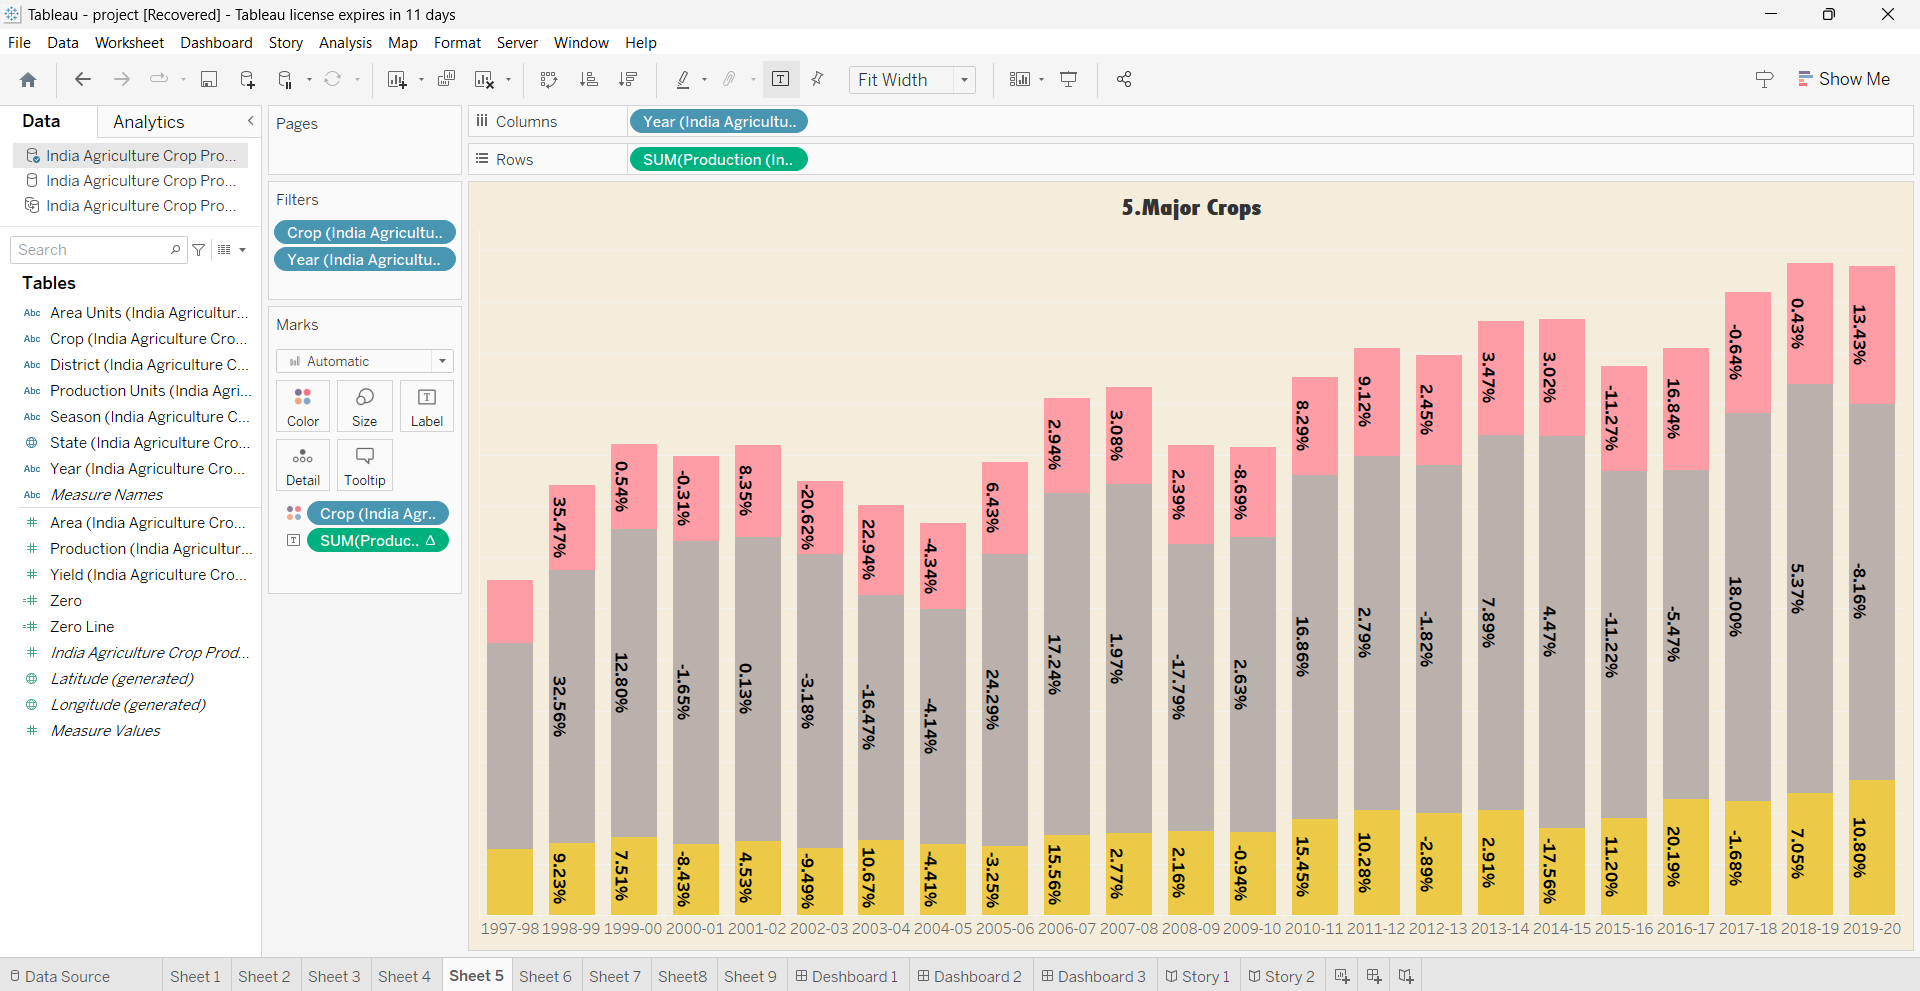 Tableau - project [Recovered] - Tableau license expires in 11 days
File Data Worksheet Dashboard Story Analysis Map Format Server Window Help
Fit Width
Show Me
Data Analytics
India Agriculture Crop Pro...
India Agriculture Crop Pro...
India Agriculture Crop Pro...
Search
Tables
Abc Area Units (India Agricultur...
Abc Crop (India Agriculture Cro...
Abc District (India Agriculture C...
Abc Production Units (India Agri...
Abc Season (India Agriculture C...
State (India Agriculture Cro...
Abc Year (India Agriculture Cro...
Abc Measure Names
# Area (India Agriculture Cro...
# Production (India Agricultur...
# Yield (India Agriculture Cro...
=# Zero
=# Zero Line
# India Agriculture Crop Prod...
Latitude (generated)
Longitude (generated)
# Measure Values
Pages
Filters
Crop (India Agricultu..
Year (India Agricultu..
Marks
Automatic
Color Size Label
Detail Tooltip
Crop (India Agr..
SUM(Produc.. Δ
Columns Year (India Agricultu..
Rows SUM(Production (In..
5.Major Crops
35.47% 0.54% -0.31% 8.35% -20.62% 22.94% -4.34% 6.43% 2.94% 3.08% 2.39% -8.69% 8.29% 9.12% 2.45% 3.47% 3.02% -11.27% 16.84% -0.64% 0.43% 13.43%
32.56% 12.80% -1.65% 0.13% -3.18% -16.47% -4.14% 24.29% 17.24% 1.97% -17.79% 2.63% 16.86% 2.79% -1.82% 7.89% 4.47% -11.22% -5.47% 18.00% 5.37% -8.16%
9.23% 7.51% -8.43% 4.53% -9.49% 10.67% -4.41% -3.25% 15.56% 2.77% 2.16% -0.94% 15.45% 10.28% -2.89% 2.91% -17.56% 11.20% 20.19% -1.68% 7.05% 10.80%
1997-98 1998-99 1999-00 2000-01 2001-02 2002-03 2003-04 2004-05 2005-06 2006-07 2007-08 2008-09 2009-10 2010-11 2011-12 2012-13 2013-14 2014-15 2015-16 2016-17 2017-18 2018-19 2019-20
Data Source Sheet 1 Sheet 2 Sheet 3 Sheet 4 Sheet 5 Sheet 6 Sheet 7 Sheet8 Sheet 9 Deshboard 1 Dashboard 2 Dashboard 3 Story 1 Story 2